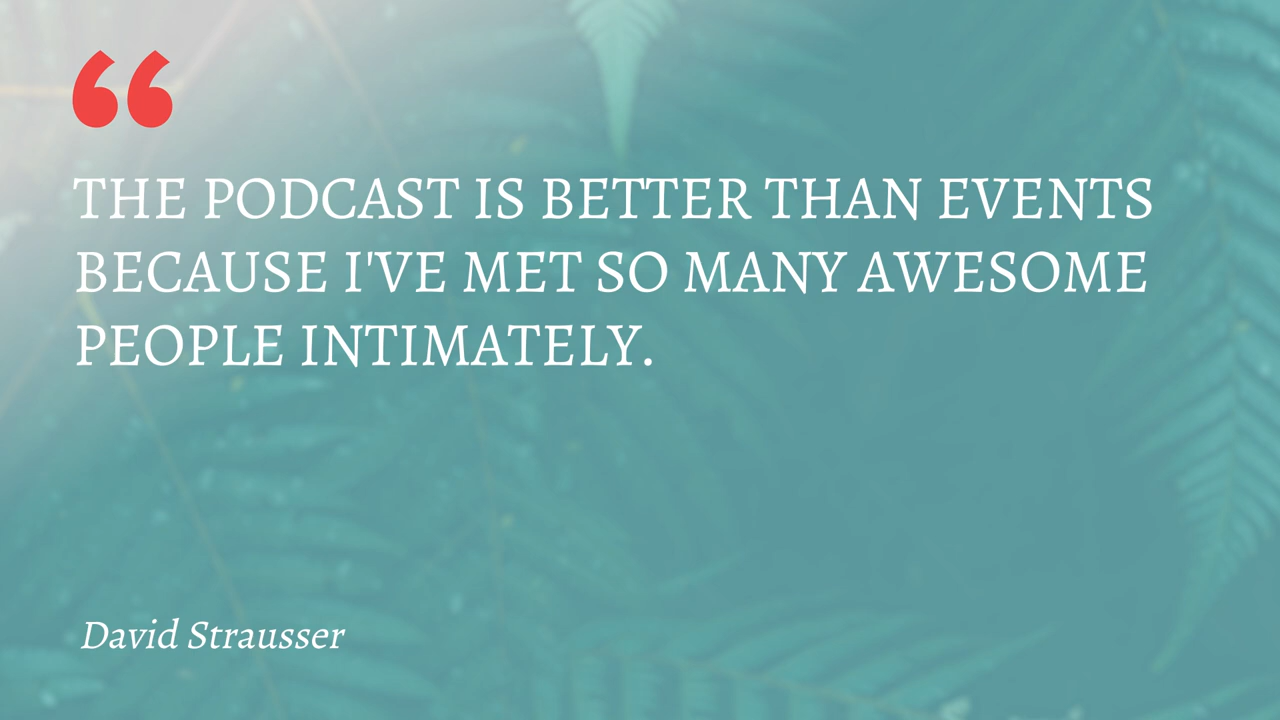 “
THE PODCAST IS BETTER THAN EVENTS
BECAUSE I'VE MET SO MANY AWESOME
PEOPLE INTIMATELY.
David Strausser